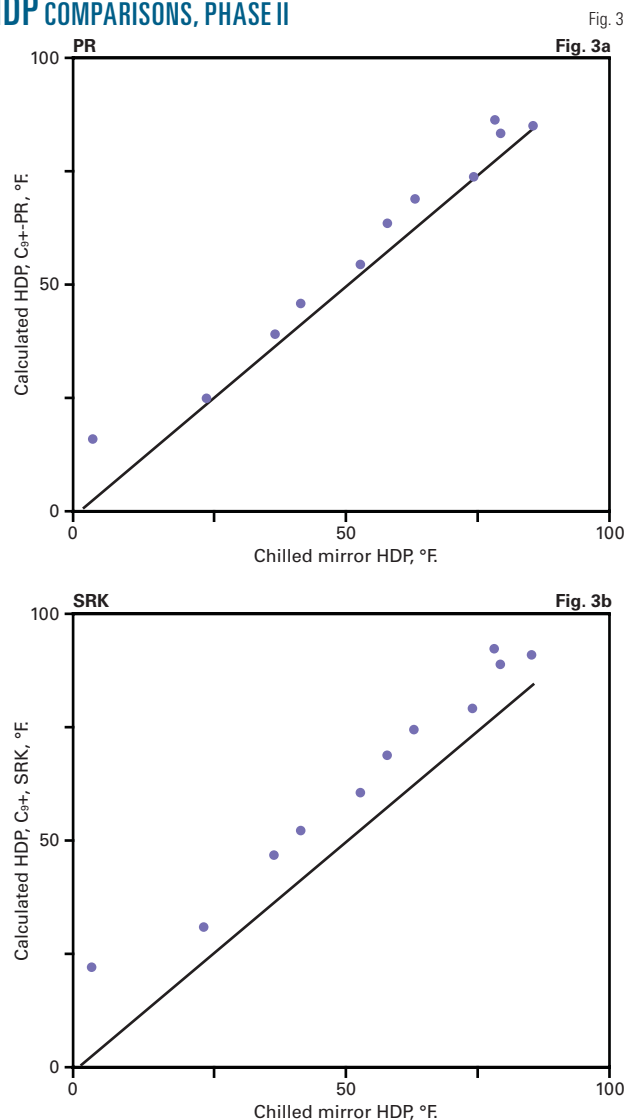 HDP COMPARISONS, PHASE II
Fig. 3
PR
Fig. 3a
100
50
0
Calculated HDP, C₉+-PR, °F.
0
50
100
Chilled mirror HDP, °F.
SRK
Fig. 3b
100
50
0
Calculated HDP, C₉+, SRK, °F.
0
50
100
Chilled mirror HDP, °F.